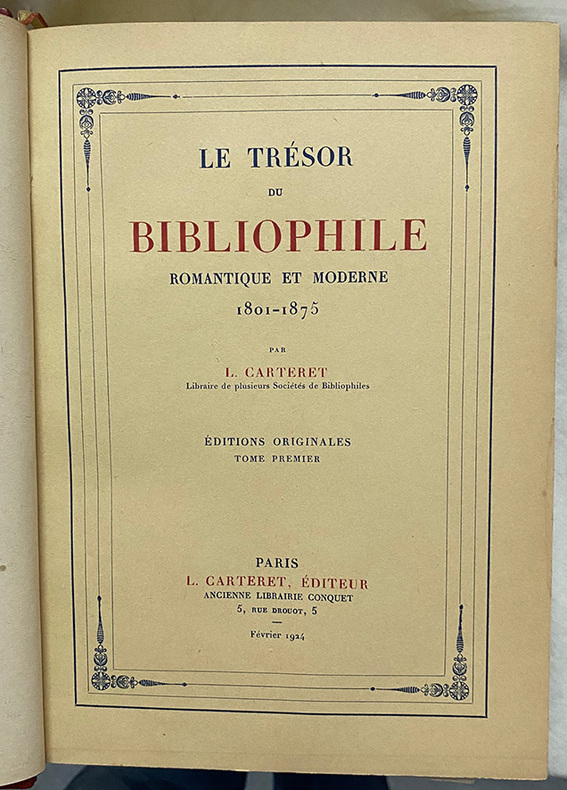 LE TRÉSOR
DU
BIBLIOPHILE
ROMANTIQUE ET MODERNE
1801-1875
PAR
L. CARTERET
Libraire de plusieurs Sociétés de Bibliophiles
ÉDITIONS ORIGINALES
TOME PREMIER
PARIS
L. CARTERET, ÉDITEUR
ANCIENNE LIBRAIRIE CONQUET
5, RUE DROUOT, 5
Février 1924